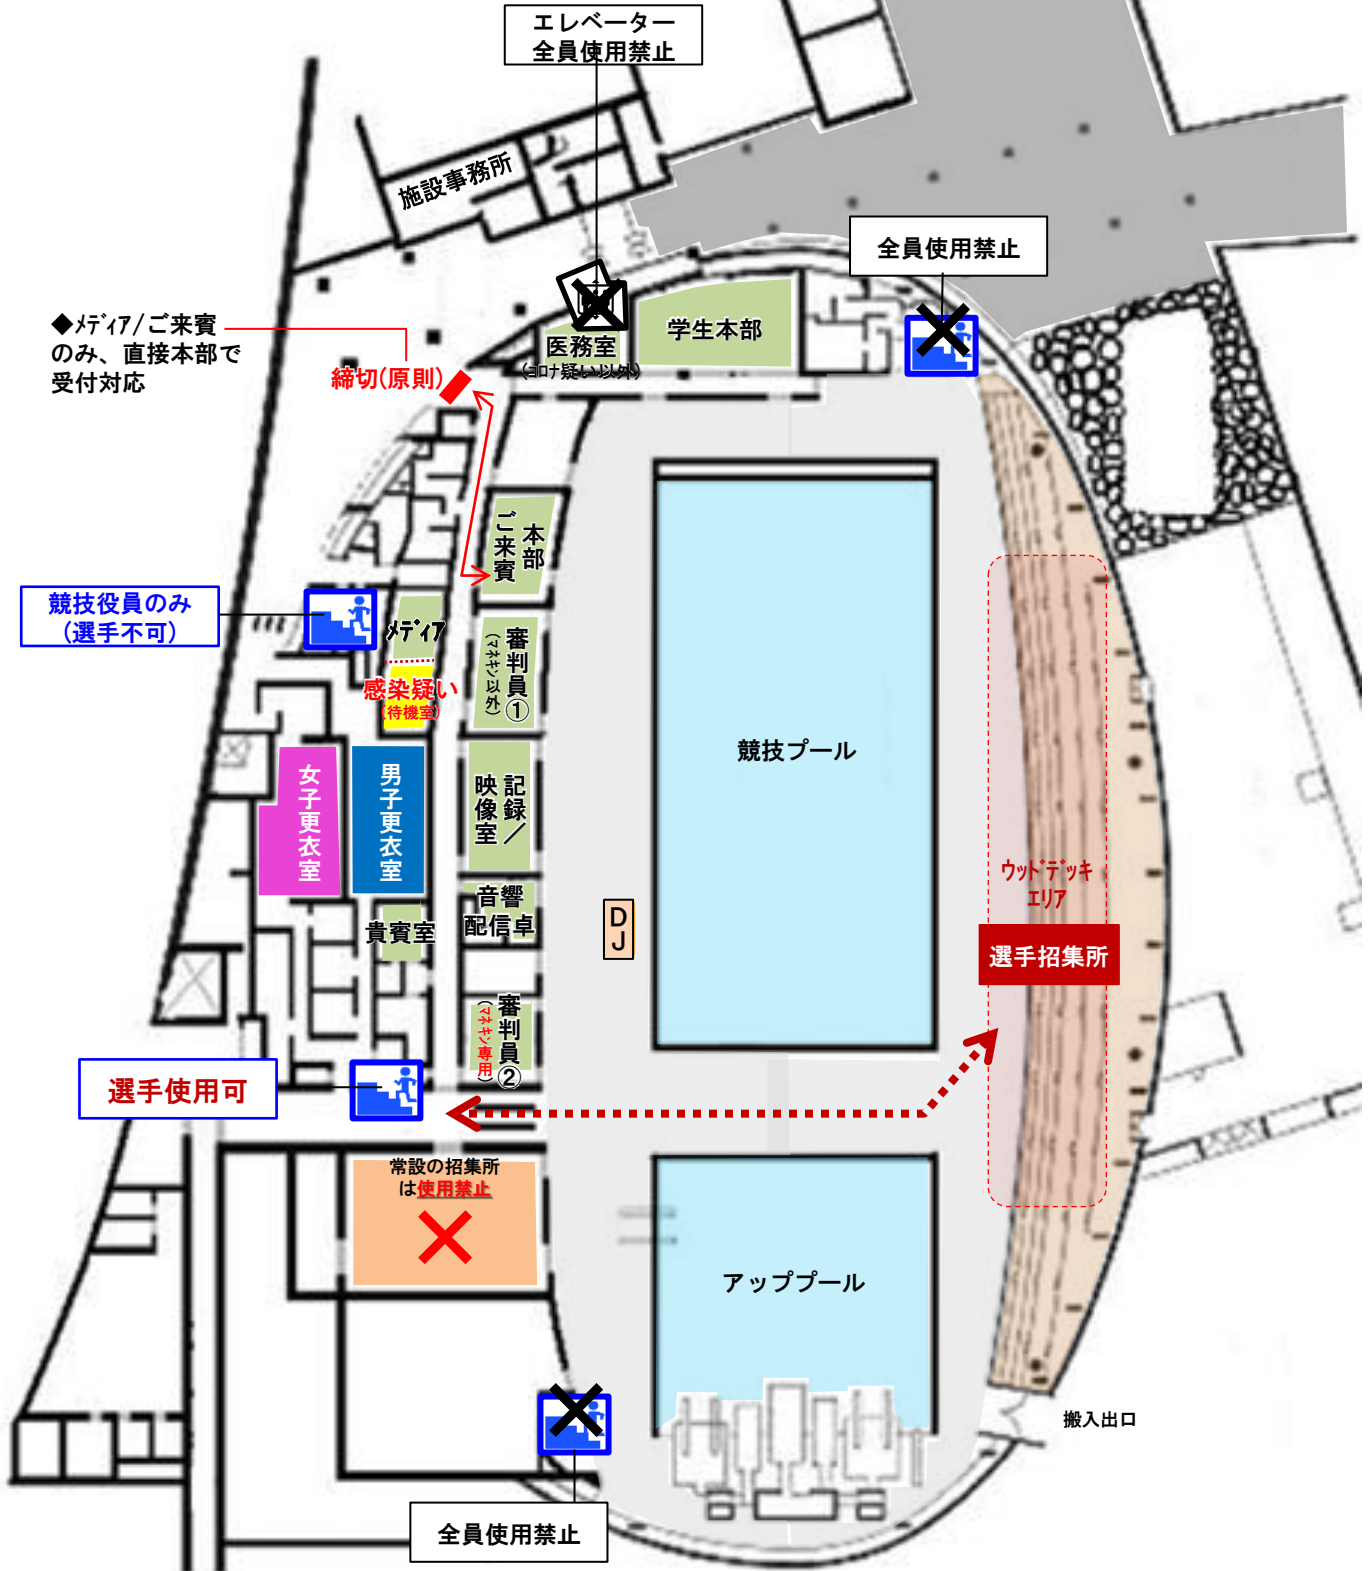 エレベーター
全員使用禁止
施設事務所
全員使用禁止
◆ﾒﾃﾞｨｱ/ご来賓
のみ、直接本部で
受付対応
締切(原則)
医務室
(ｺﾛﾅ疑い以外)
学生本部
本部
ご来賓
競技役員のみ
(選手不可)
ﾒﾃﾞｨｱ
感染疑い
(待機室)
審判員①
(ﾏﾈｷﾝ以外)
女子更衣室
男子更衣室
記録／
映像室
競技プール
音響
配信卓
貴賓室
DJ
ｳｯﾄﾞﾃﾞｯｷ
ｴﾘｱ
選手招集所
審判員②
(ﾏﾈｷﾝ専用)
選手使用可
常設の招集所
は使用禁止
アッププール
搬入出口
全員使用禁止